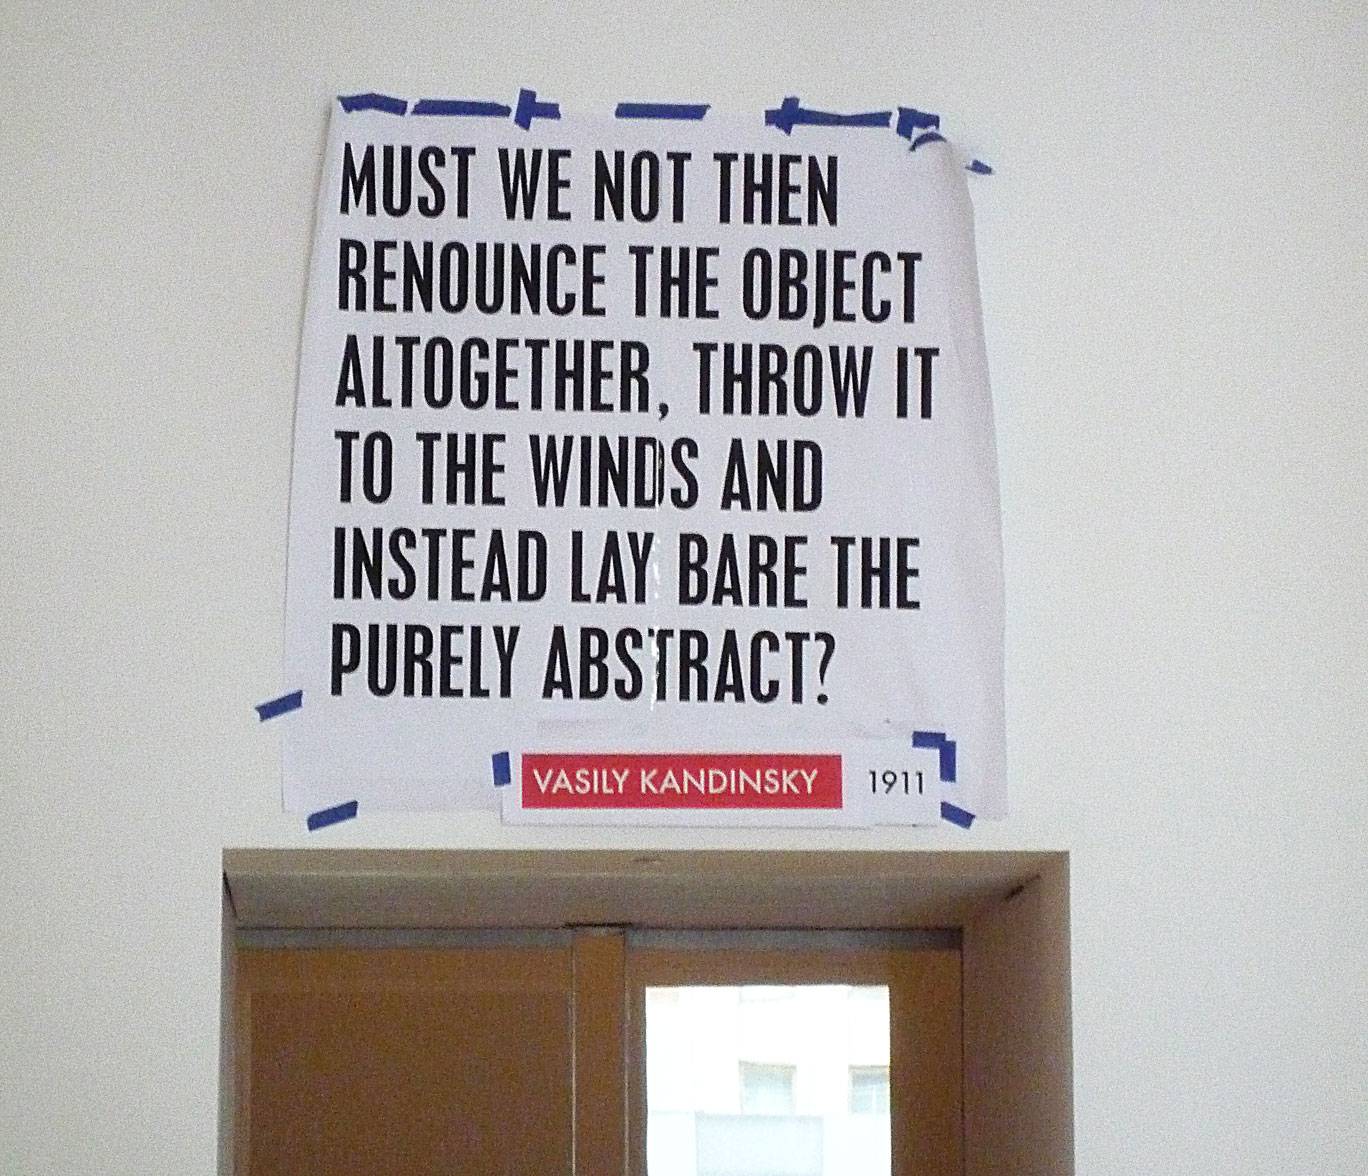 MUST WE NOT THEN
RENOUNCE THE OBJECT
ALTOGETHER, THROW IT
TO THE WINDS AND
INSTEAD LAY BARE THE
PURELY ABSTRACT?
VASILY KANDINSKY 1911